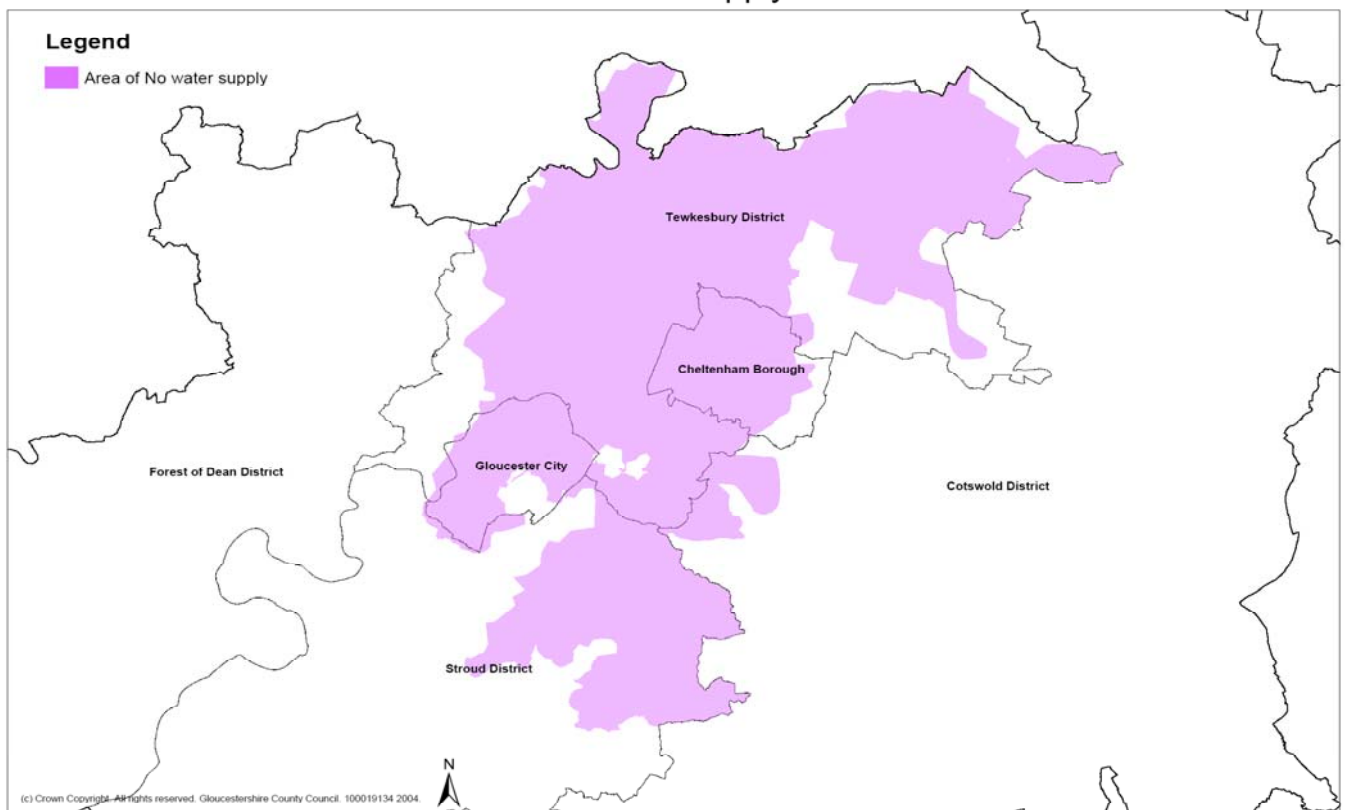 Legend
Area of No water supply
Tewkesbury District
Cheltenham Borough
Gloucester City
Forest of Dean District
Cotswold District
Stroud District
N
(c) Crown Copyright. All rights reserved. Gloucestershire County Council. 100019134 2004.